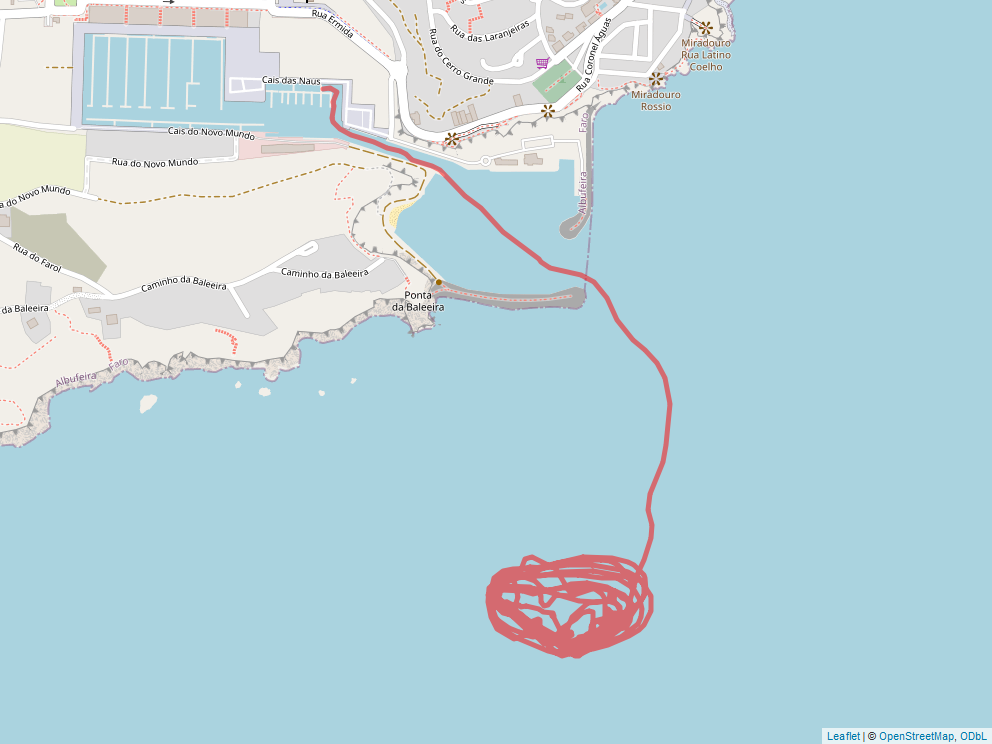 Rua Ermida
Rua das Laranjeiras
Rua do Cerro Grande
Rua Coronel Águas
Miradouro
Rua Latino
Coelho
Miradouro
Rossio
Cais das Naus
Cais do Novo Mundo
Rua do Novo Mundo
a do Novo Mundo
Faro
Albufeira
Rua do Farol
Caminho da Baleeira
Caminho da Baleeira
da Baleeira
Ponta
da Baleeira
Albufeira
Faro
Leaflet | © OpenStreetMap, ODbL